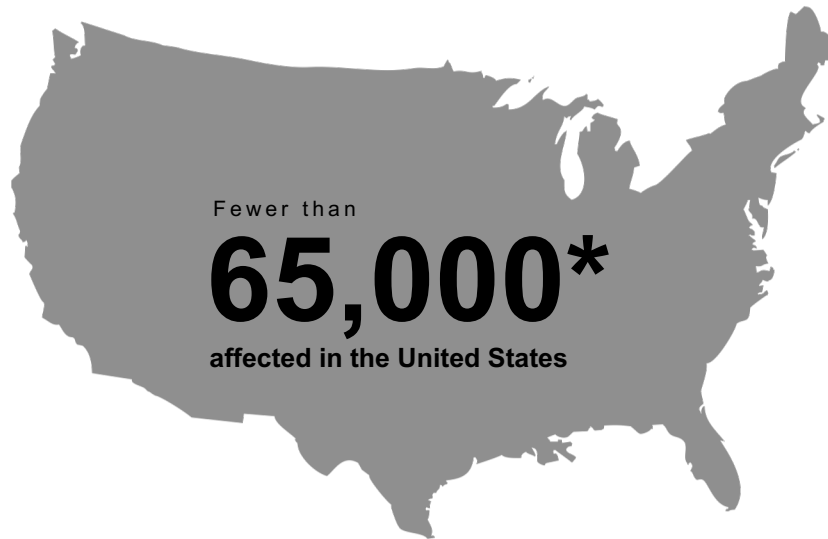 Fewer than
65,000*
affected in the United States